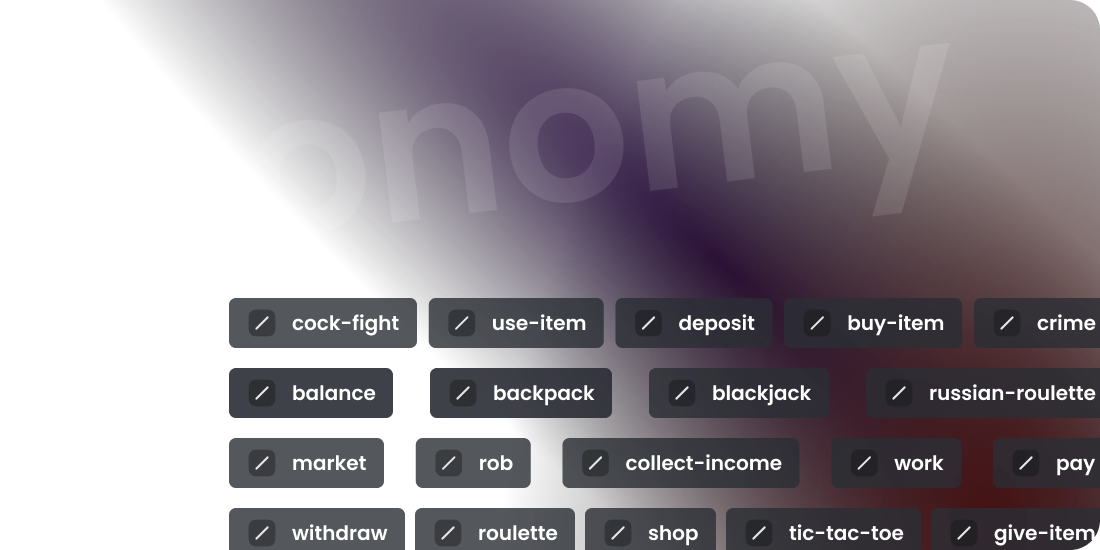 onomy
cock-fight use-item deposit buy-item crime
balance backpack blackjack russian-roulette
market rob collect-income work pay
withdraw roulette shop tic-tac-toe give-item